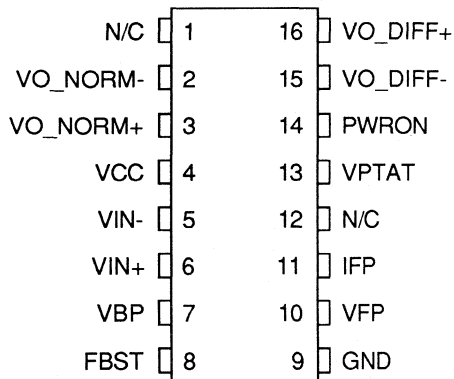 N/C 1 16 VO_DIFF+
VO_NORM- 2 15 VO_DIFF-
VO_NORM+ 3 14 PWRON
VCC 4 13 VPTAT
VIN- 5 12 N/C
VIN+ 6 11 IFP
VBP 7 10 VFP
FBST 8 9 GND